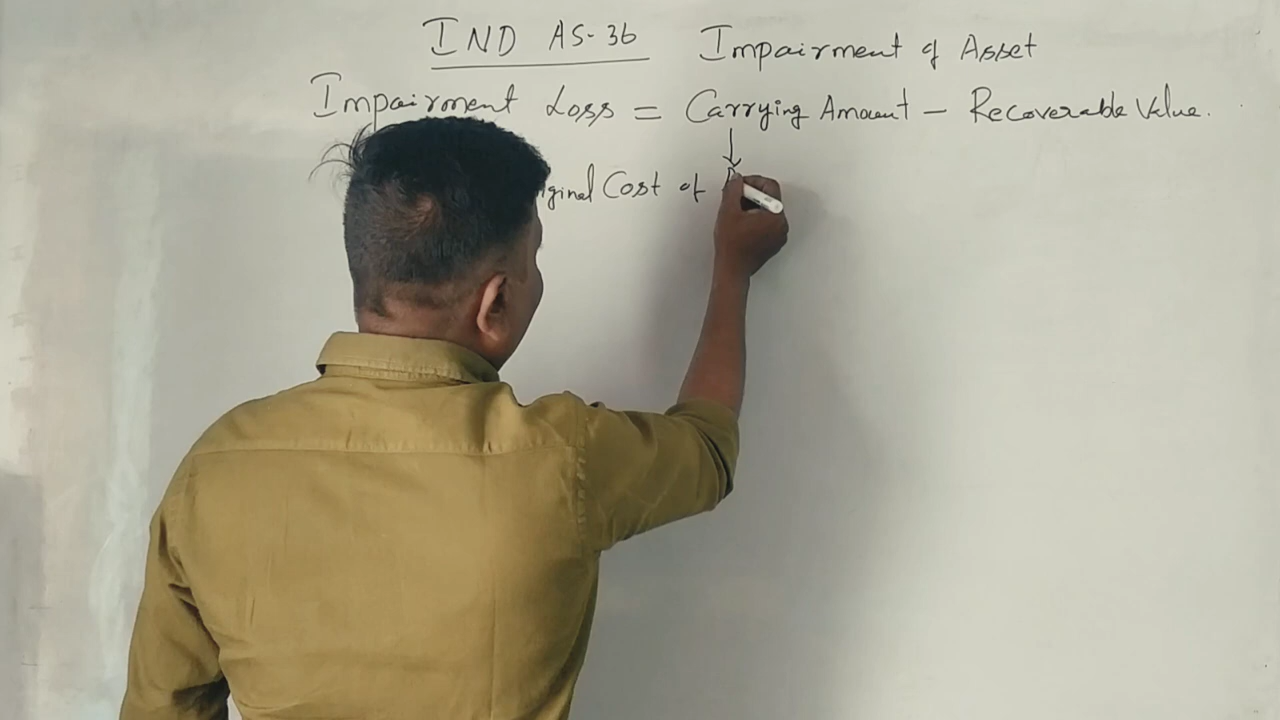 IND AS-36 Impairment of Asset
Impairment Loss = Carrying Amount - Recoverable Value.
Cost of